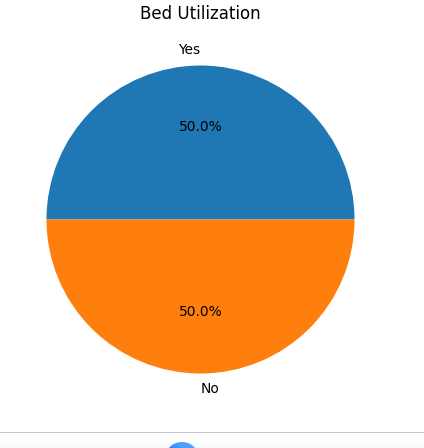 Bed Utilization
Yes
50.0%
50.0%
No